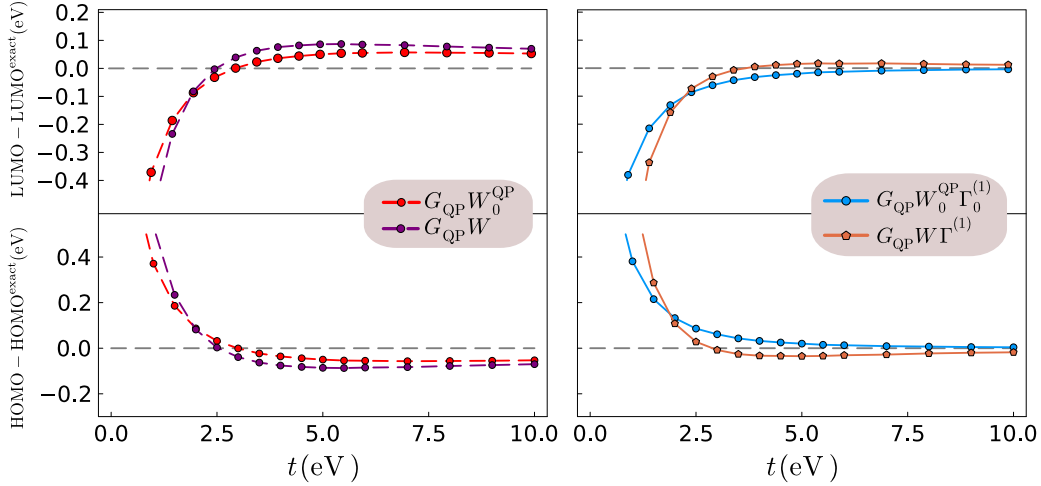 LUMO − LUMO^exact (eV)
0.2
0.1
0.0
−0.1
−0.2
−0.3
−0.4
HOMO − HOMO^exact (eV)
0.4
0.2
0.0
−0.2
G_QP W_0^QP
G_QP W
0.0 2.5 5.0 7.5 10.0
t(eV)
G_QP W_0^QP Γ_0^(1)
G_QP W Γ^(1)
0.0 2.5 5.0 7.5 10.0
t(eV)